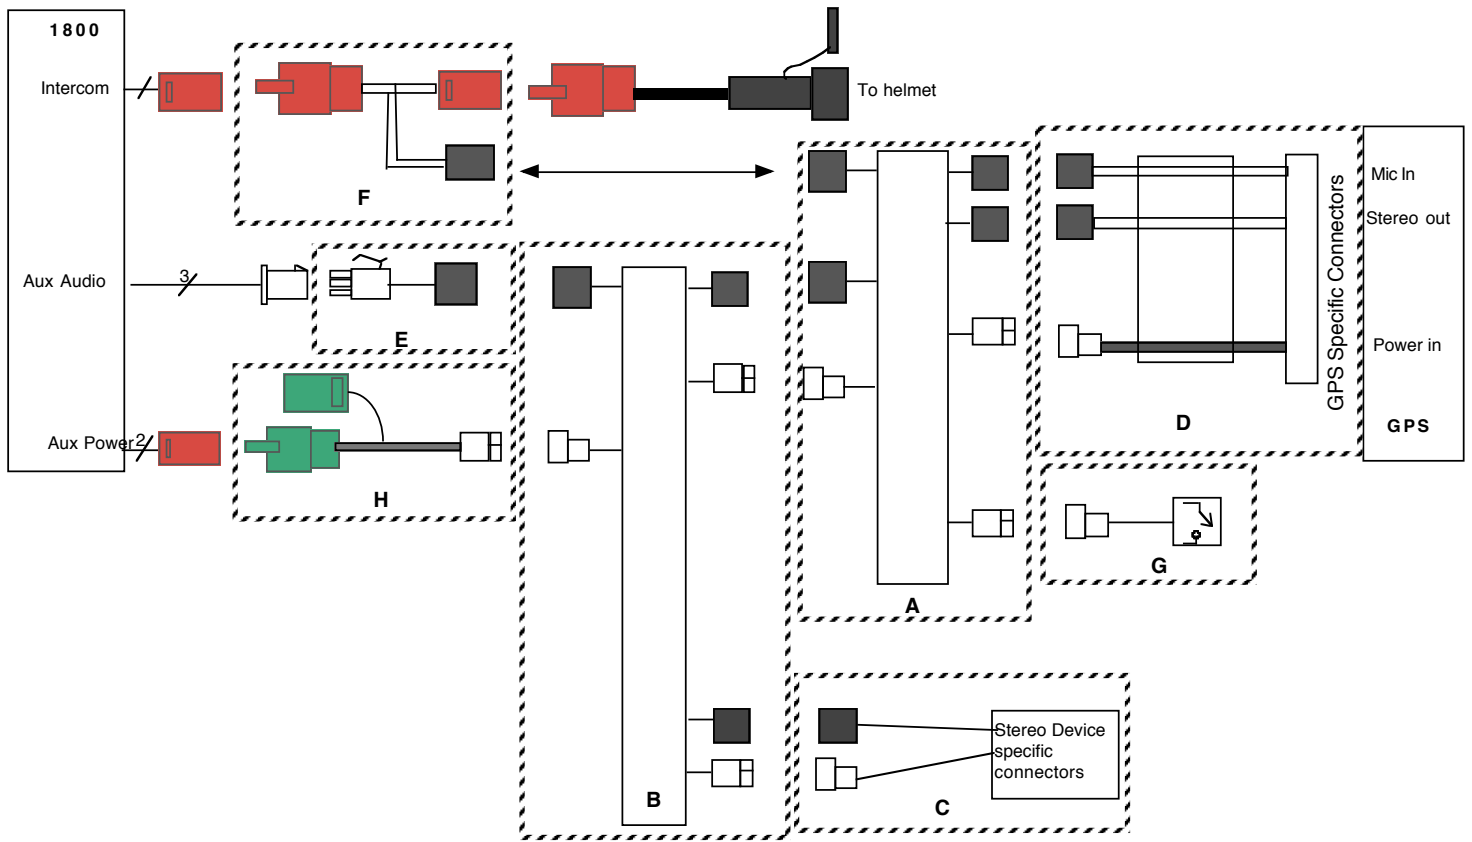 1800
Intercom
To helmet
Mic In
F
Stereo out
GPS Specific Connectors
Aux Audio
3
E
Power in
D
GPS
Aux Power
2
H
G
A
Stereo Device
specific
connectors
B
C